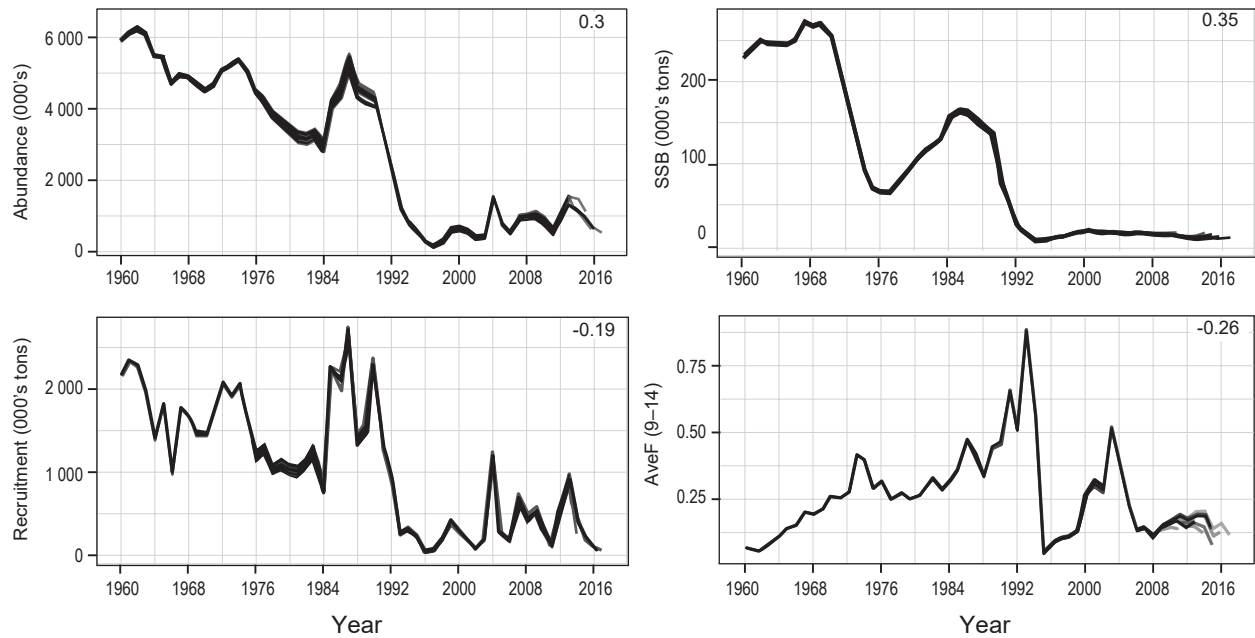 0.3
Abundance (000's)
6 000
4 000
2 000
0
1960 1968 1976 1984 1992 2000 2008 2016
0.35
SSB (000's tons)
200
100
0
1960 1968 1976 1984 1992 2000 2008 2016
-0.19
Recruitment (000's tons)
2 000
1 000
0
1960 1968 1976 1984 1992 2000 2008 2016
Year
-0.26
AveF (9–14)
0.75
0.50
0.25
1960 1968 1976 1984 1992 2000 2008 2016
Year